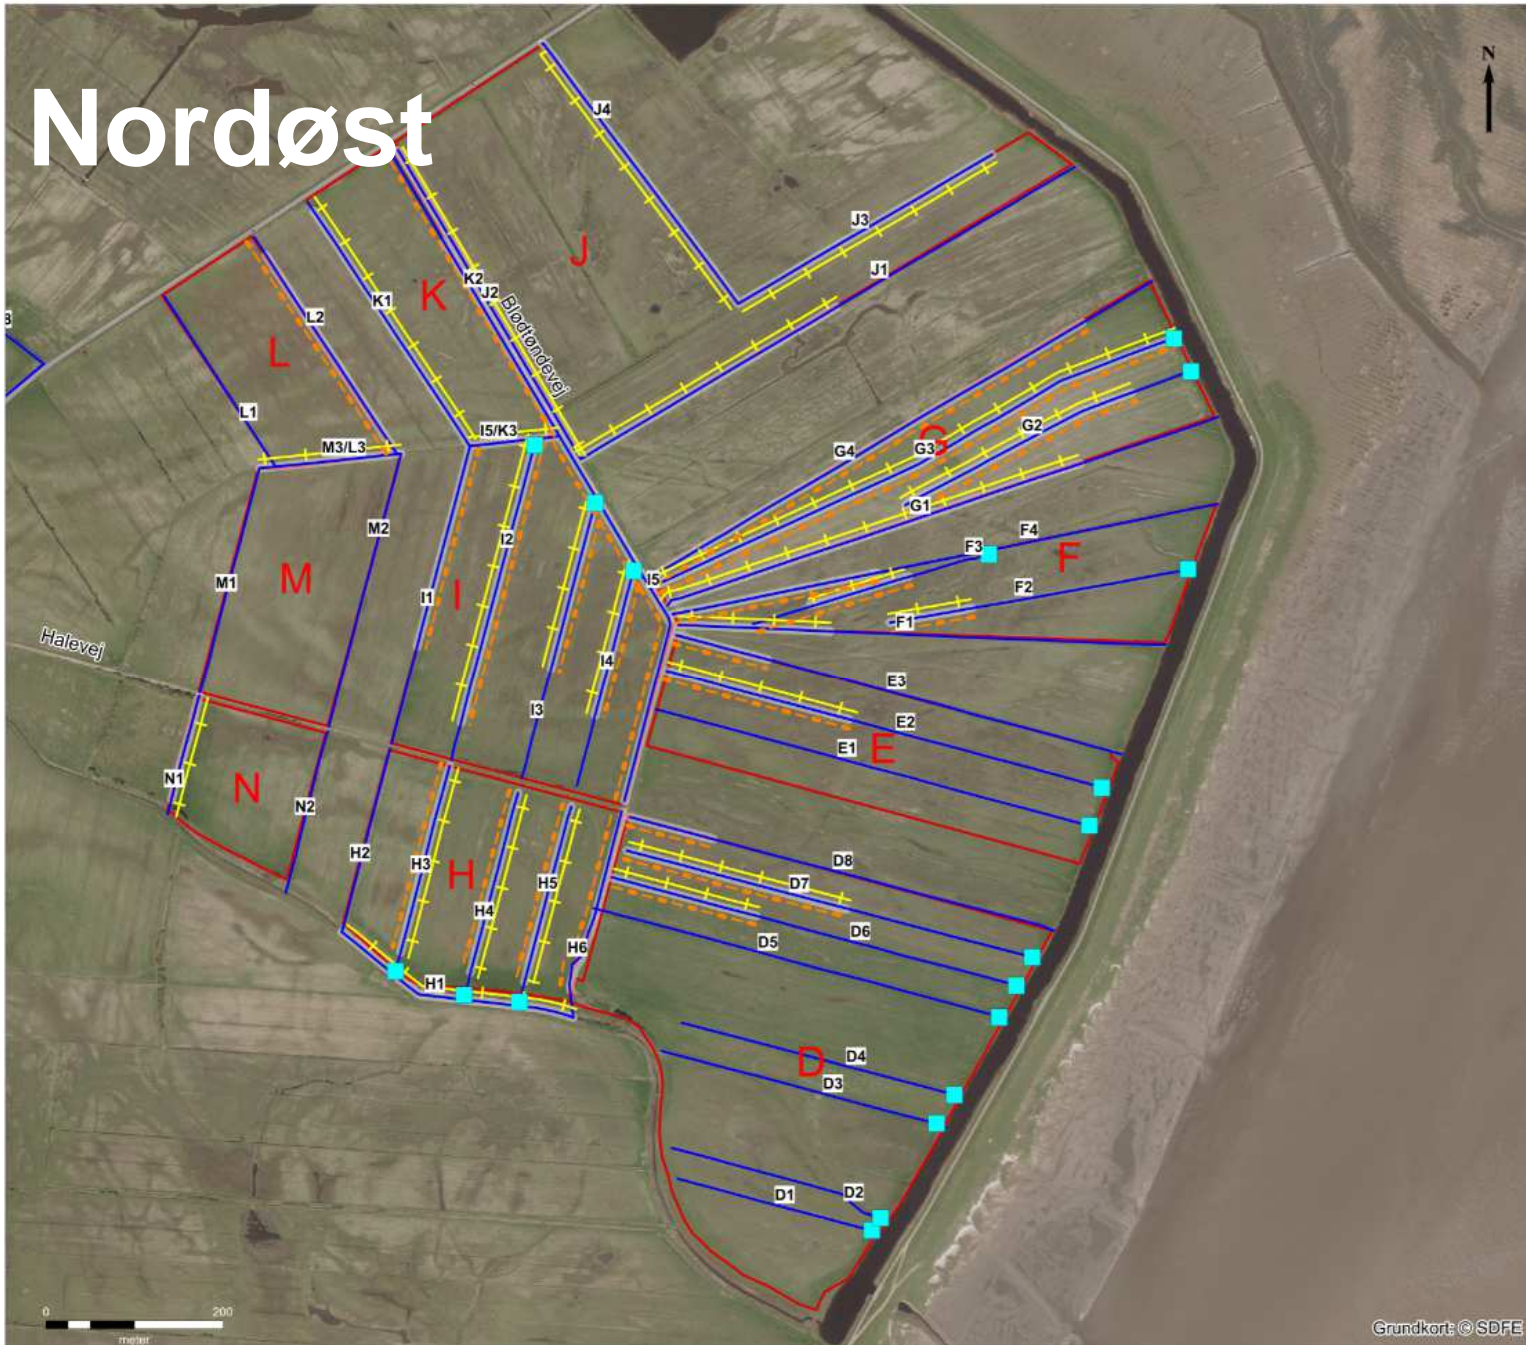 N
Nordøst
J4
J3
K2
J
J2
J1
K1
K
L2
Blødtøndevej
8
L
L1
I5/K3
M3/L3
G
G2
G4
G3
G1
M2
I2
F4
F3
F
M1
M
I5
F2
I1
I
F1
Halevej
I4
E3
I3
E2
E1
E
N1
N
N2
H2
H3
H
H5
D8
D7
H4
D6
D5
H6
H1
D4
D
D3
D2
D1
0 200
meter
Grundkort: © SDFE